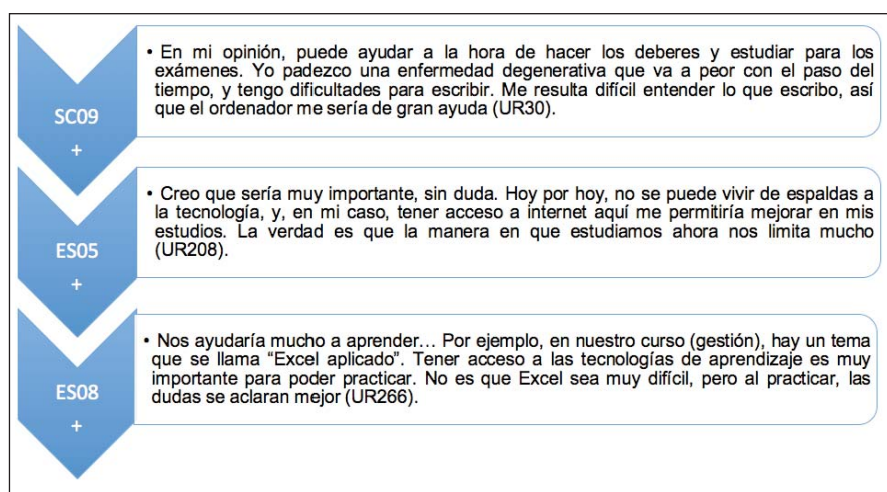 SC09
+
• En mi opinión, puede ayudar a la hora de hacer los deberes y estudiar para los
exámenes. Yo padezco una enfermedad degenerativa que va a peor con el paso del
tiempo, y tengo dificultades para escribir. Me resulta difícil entender lo que escribo, así
que el ordenador me sería de gran ayuda (UR30).
ES05
+
• Creo que sería muy importante, sin duda. Hoy por hoy, no se puede vivir de espaldas a
la tecnología, y, en mi caso, tener acceso a internet aquí me permitiría mejorar en mis
estudios. La verdad es que la manera en que estudiamos ahora nos limita mucho
(UR208).
ES08
+
• Nos ayudaría mucho a aprender… Por ejemplo, en nuestro curso (gestión), hay un tema
que se llama “Excel aplicado”. Tener acceso a las tecnologías de aprendizaje es muy
importante para poder practicar. No es que Excel sea muy difícil, pero al practicar, las
dudas se aclaran mejor (UR266).